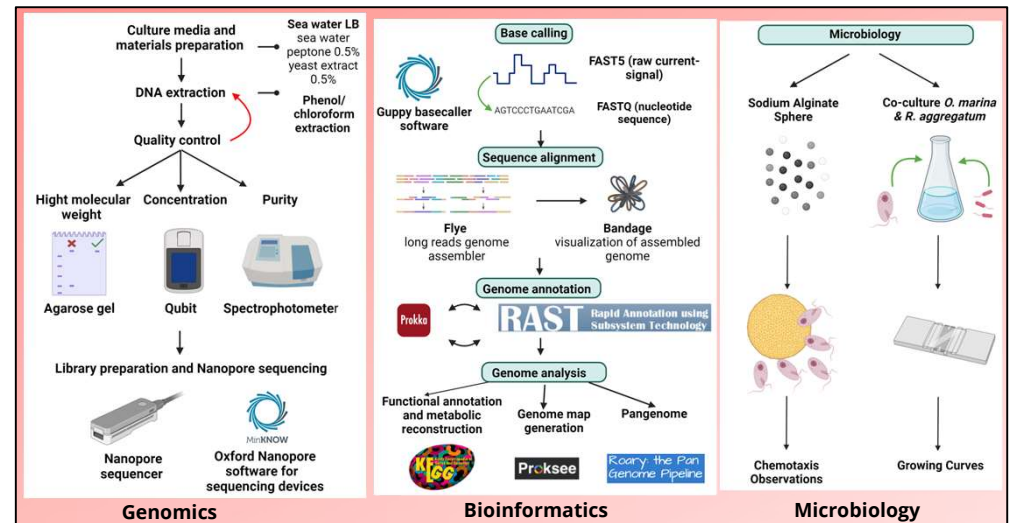 Culture media and
materials preparation
Sea water LB
sea water
peptone 0.5%
yeast extract
0.5%
DNA extraction
Phenol/
chloroform
extraction
Quality control
Hight molecular
weight
Concentration
Purity
Agarose gel
Qubit
Spectrophotometer
Library preparation and Nanopore sequencing
MinKNOW
Nanopore
sequencer
Oxford Nanopore
software for
sequencing devices
Genomics
Base calling
Guppy basecaller
software
FAST5 (raw current-
signal)
AGTCCCTGAATCGA
FASTQ (nucleotide
sequence)
Sequence alignment
Flye
long reads genome
assembler
Bandage
visualization of assembled
genome
Genome annotation
Prokka
RAST
Rapid Annotation using
Subsystem Technology
Genome analysis
Functional annotation
and metabolic
reconstruction
Genome map
generation
Pangenome
KEGG
Proksee
Roary: the Pan
Genome Pipeline
Bioinformatics
Microbiology
Sodium Alginate
Sphere
Co-culture O. marina
& R. aggregatum
Chemotaxis
Observations
Growing Curves
Microbiology